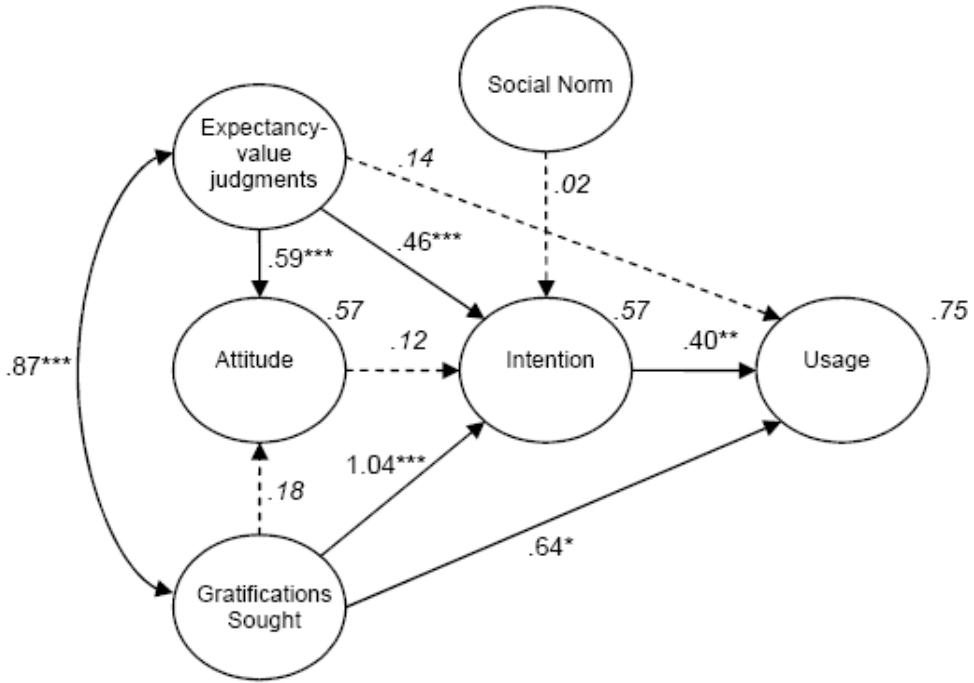 Social Norm
Expectancy-
value
judgments
.14
.02
.46***
.59***
.57
.57
.75
.12
.40**
Attitude
Intention
Usage
.87***
1.04***
.18
.64*
Gratifications
Sought